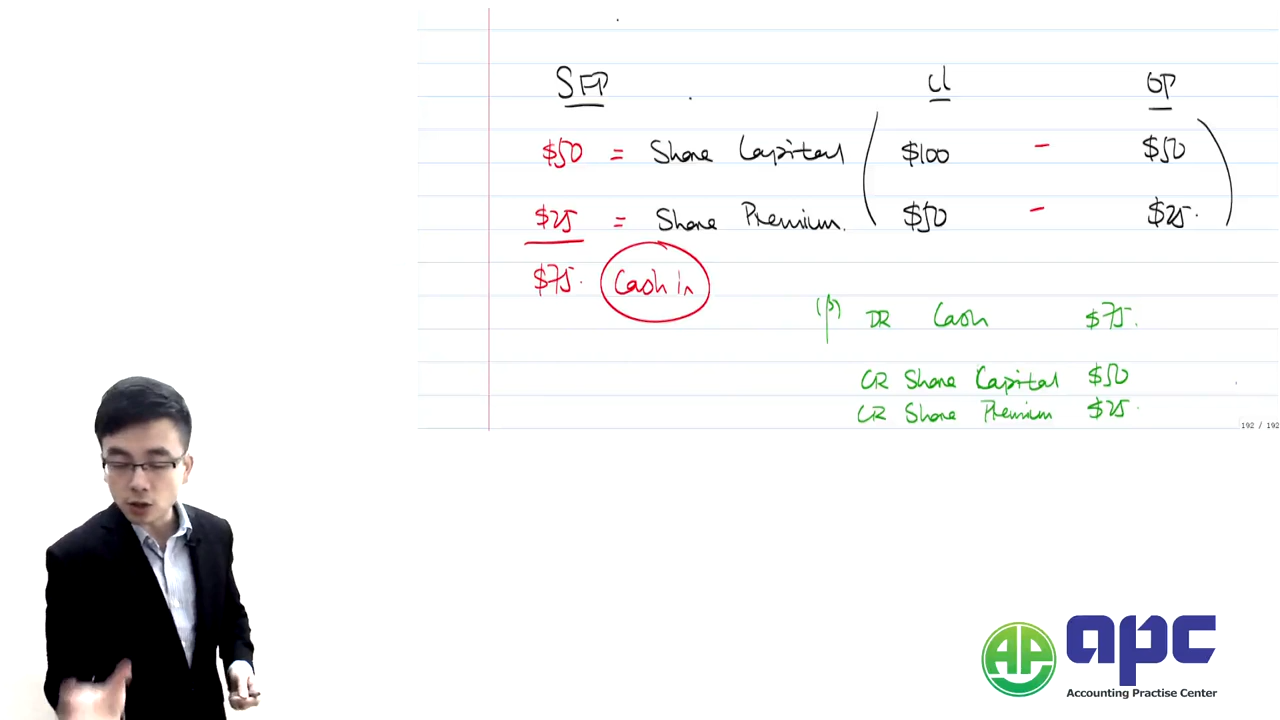 SFP Cl OP
$50 = Share Capital ( $100 - $50 )
$25 = Share Premium. $50 - $25.
$75. Cash in
(β) DR Cash $75.
CR Share Capital $50
CR Share Premium $25.
192 / 192
AP apc
Accounting Practise Center